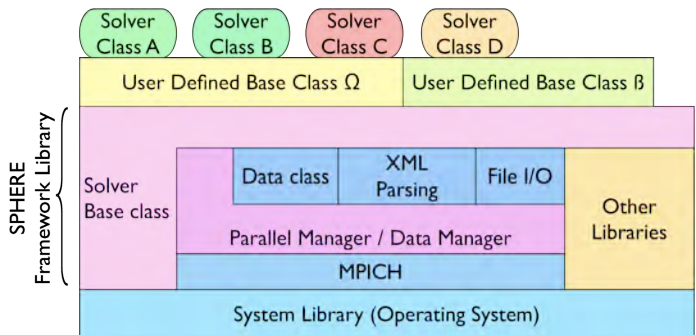 Solver
Class A
Solver
Class B
Solver
Class C
Solver
Class D
User Defined Base Class Ω
User Defined Base Class ß
SPHERE
Framework Library
Solver
Base class
Data class
XML
Parsing
File I/O
Other
Libraries
Parallel Manager / Data Manager
MPICH
System Library (Operating System)